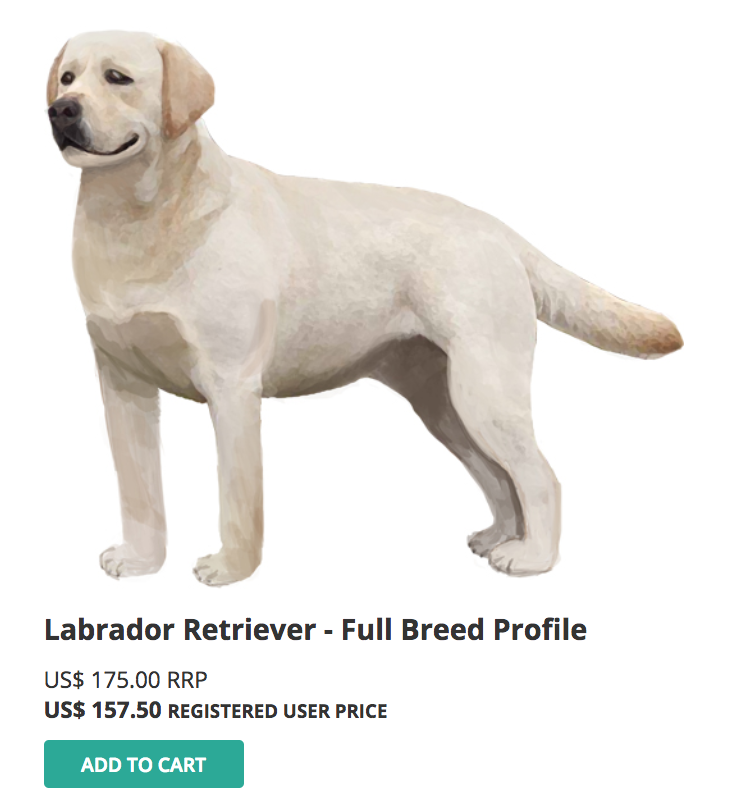 Labrador Retriever - Full Breed Profile
US$ 175.00 RRP
US$ 157.50 REGISTERED USER PRICE
ADD TO CART